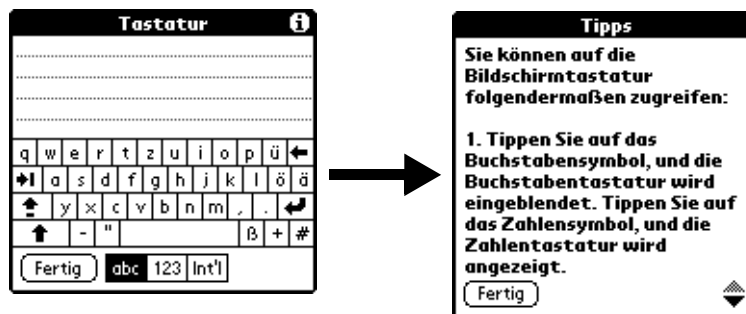 Tastatur
q w e r t z u i o p ü
a s d f g h j k l ö ä
y x c v b n m , .
- " ß + #
Fertig abc 123 Int'l
Tipps
Sie können auf die
Bildschirmtastatur
folgendermaßen zugreifen:
1. Tippen Sie auf das
Buchstabensymbol, und die
Buchstabentastatur wird
eingeblendet. Tippen Sie auf
das Zahlensymbol, und die
Zahlentastatur wird
angezeigt.
Fertig